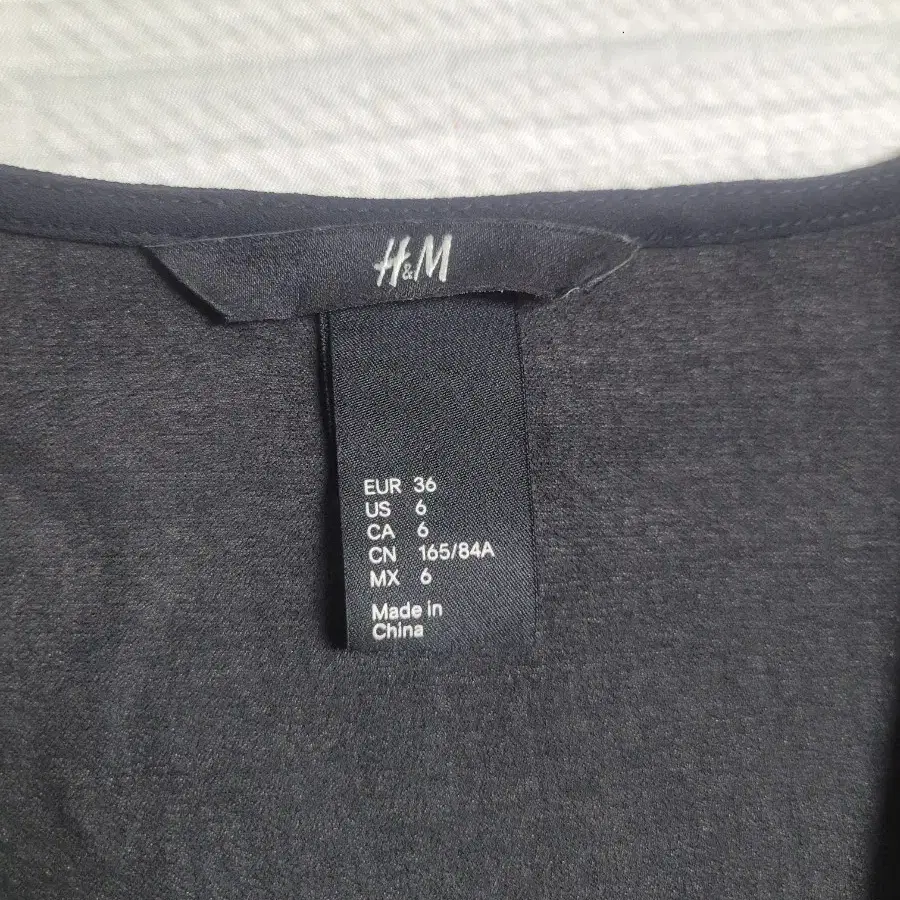 H&M
EUR 36
US 6
CA 6
CN 165/84A
MX 6
Made in
China